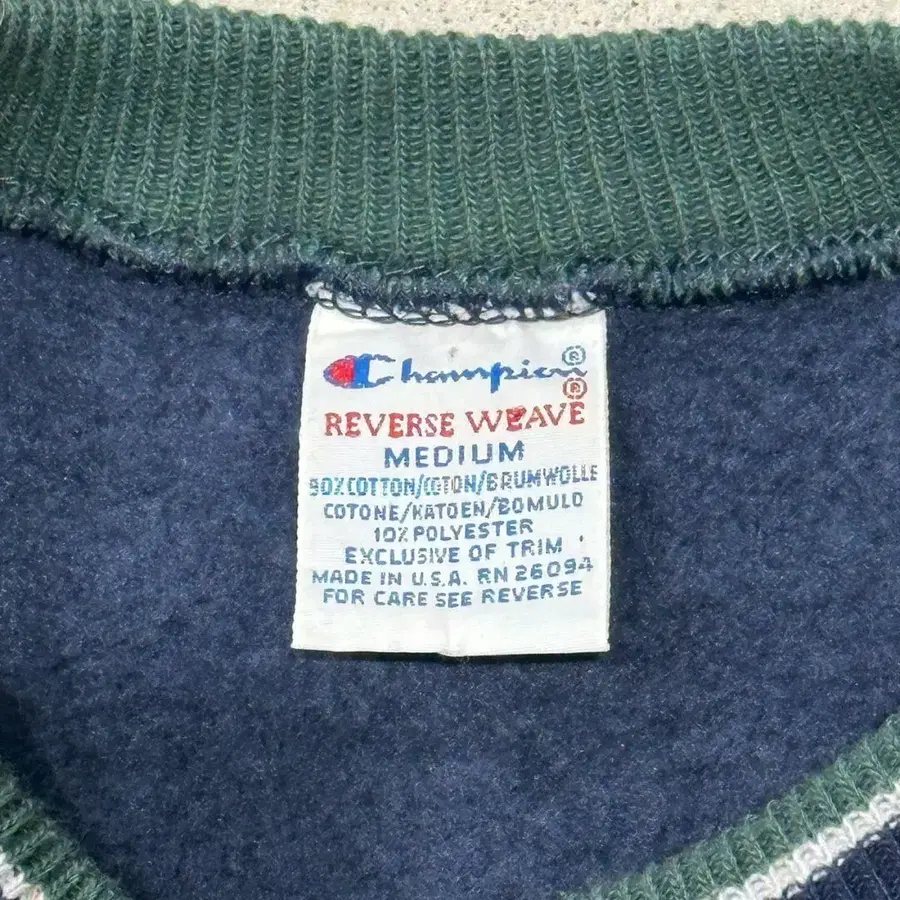 Champion®
®
REVERSE WEAVE
MEDIUM
90% COTTON/COTON/BRUMWOLLE
COTONE/KATOEN/BOMULD
10% POLYESTER
EXCLUSIVE OF TRIM
MADE IN U.S.A. RN 26094
FOR CARE SEE REVERSE